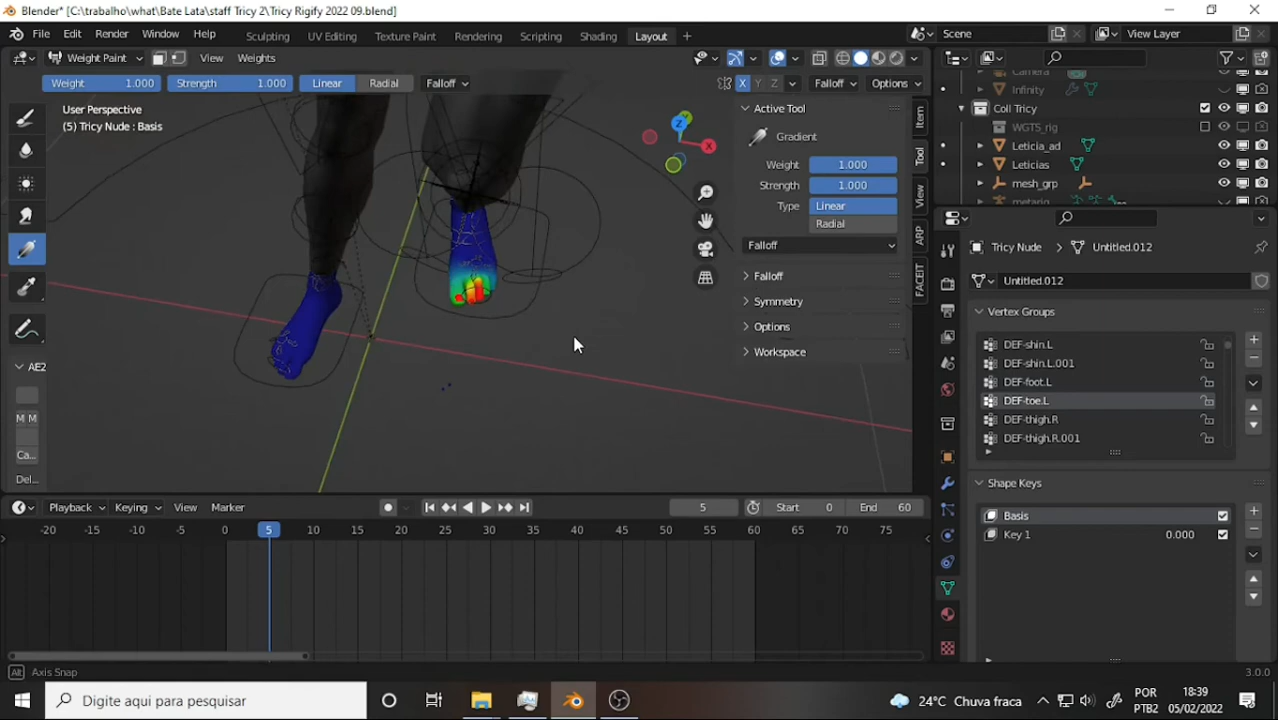 Blender* [C:\trabalho\what\Bate Lata\staff Tricy 2\Tricy Rigify 2022 09.blend]
File Edit Render Window Help Sculpting UV Editing Texture Paint Compositing Rendering Scripting Shading Layout Scene View Layer
Weight Paint View Weights
Weight 1.000 Strength 1.000 Linear Radial Falloff X Y Z Falloff Options
User Perspective
(5) Tricy Nude : Basis
Z
X
Active Tool
Gradient
Weight 1.000
Strength 1.000
Type Linear
Radial
Falloff
Falloff
Symmetry
Options
Workspace
Item
Tool
View
ARP
FACEIT
AE2
M M
Ca...
Del...
Camera
Infinity
Coll Tricy
WGTS_rig
Leticia_ad
Leticias
mesh_grp
metarig
Tricy Nude Untitled.012
Untitled.012
Vertex Groups
DEF-shin.L
DEF-shin.L.001
DEF-foot.L
DEF-toe.L
DEF-thigh.R
DEF-thigh.R.001
Shape Keys
Basis
Key 1 0.000
Playback Keying View Marker 5 Start 0 End 60
-20 -15 -10 -5 0 5 10 15 20 25 30 35 40 45 50 55 60 65 70 75
Alt Axis Snap 3.0.0
Digite aqui para pesquisar
24°C Chuva fraca
POR
PTB2
18:39
05/02/2022